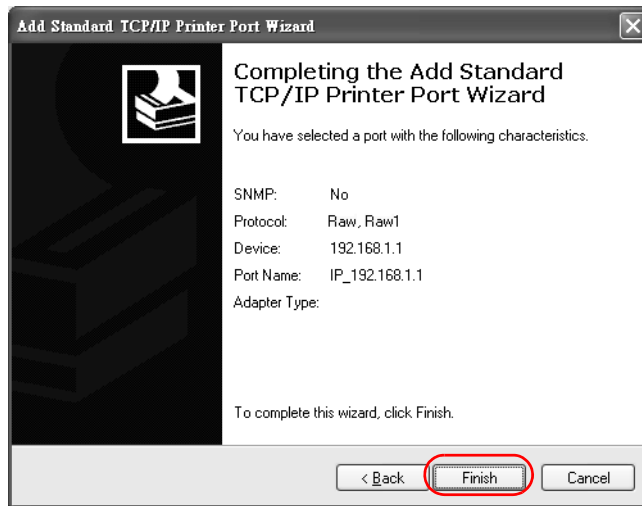 Add Standard TCP/IP Printer Port Wizard
Completing the Add Standard
TCP/IP Printer Port Wizard
You have selected a port with the following characteristics.
SNMP: No
Protocol: Raw, Raw1
Device: 192.168.1.1
Port Name: IP_192.168.1.1
Adapter Type:
To complete this wizard, click Finish.
< Back Finish Cancel